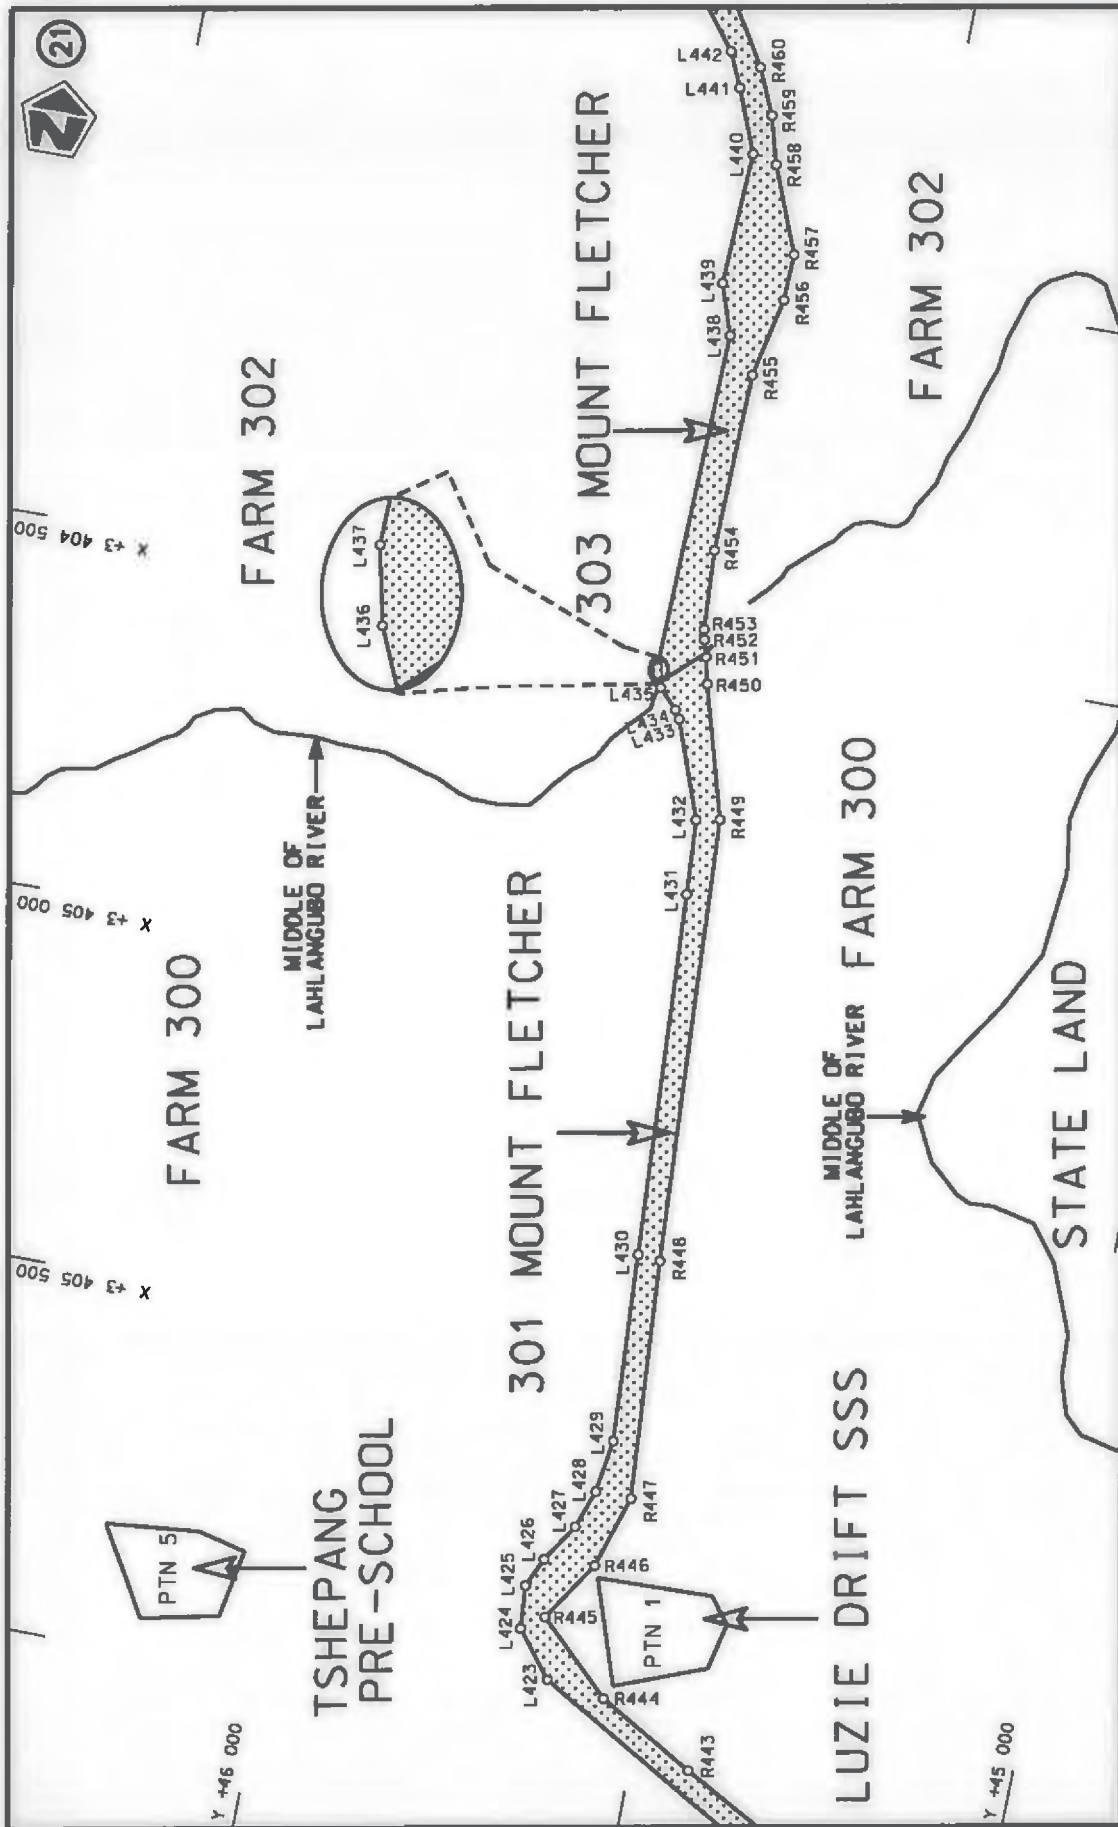 21
N
L442
L441
L440
L439
L438
R460
R459
R458
R457
R456
R455
R454
R453
R452
R451
R450
L437
L436
L435
L434
L433
L432
L431
R449
L430
R448
L429
L428
L427
L426
L425
L424
L423
R447
R446
R445
R444
R443
303 MOUNT FLETCHER
FARM 302
FARM 302
X +3 404 500
X +3 405 000
X +3 405 500
MIDDLE OF
LAHLANGUBO RIVER
FARM 300
301 MOUNT FLETCHER
FARM 300
MIDDLE OF
LAHLANGUBO RIVER
STATE LAND
PTN 5
TSHEPANG
PRE-SCHOOL
PTN 1
LUZIE DRIFT SSS
Y +46 000
Y +45 000